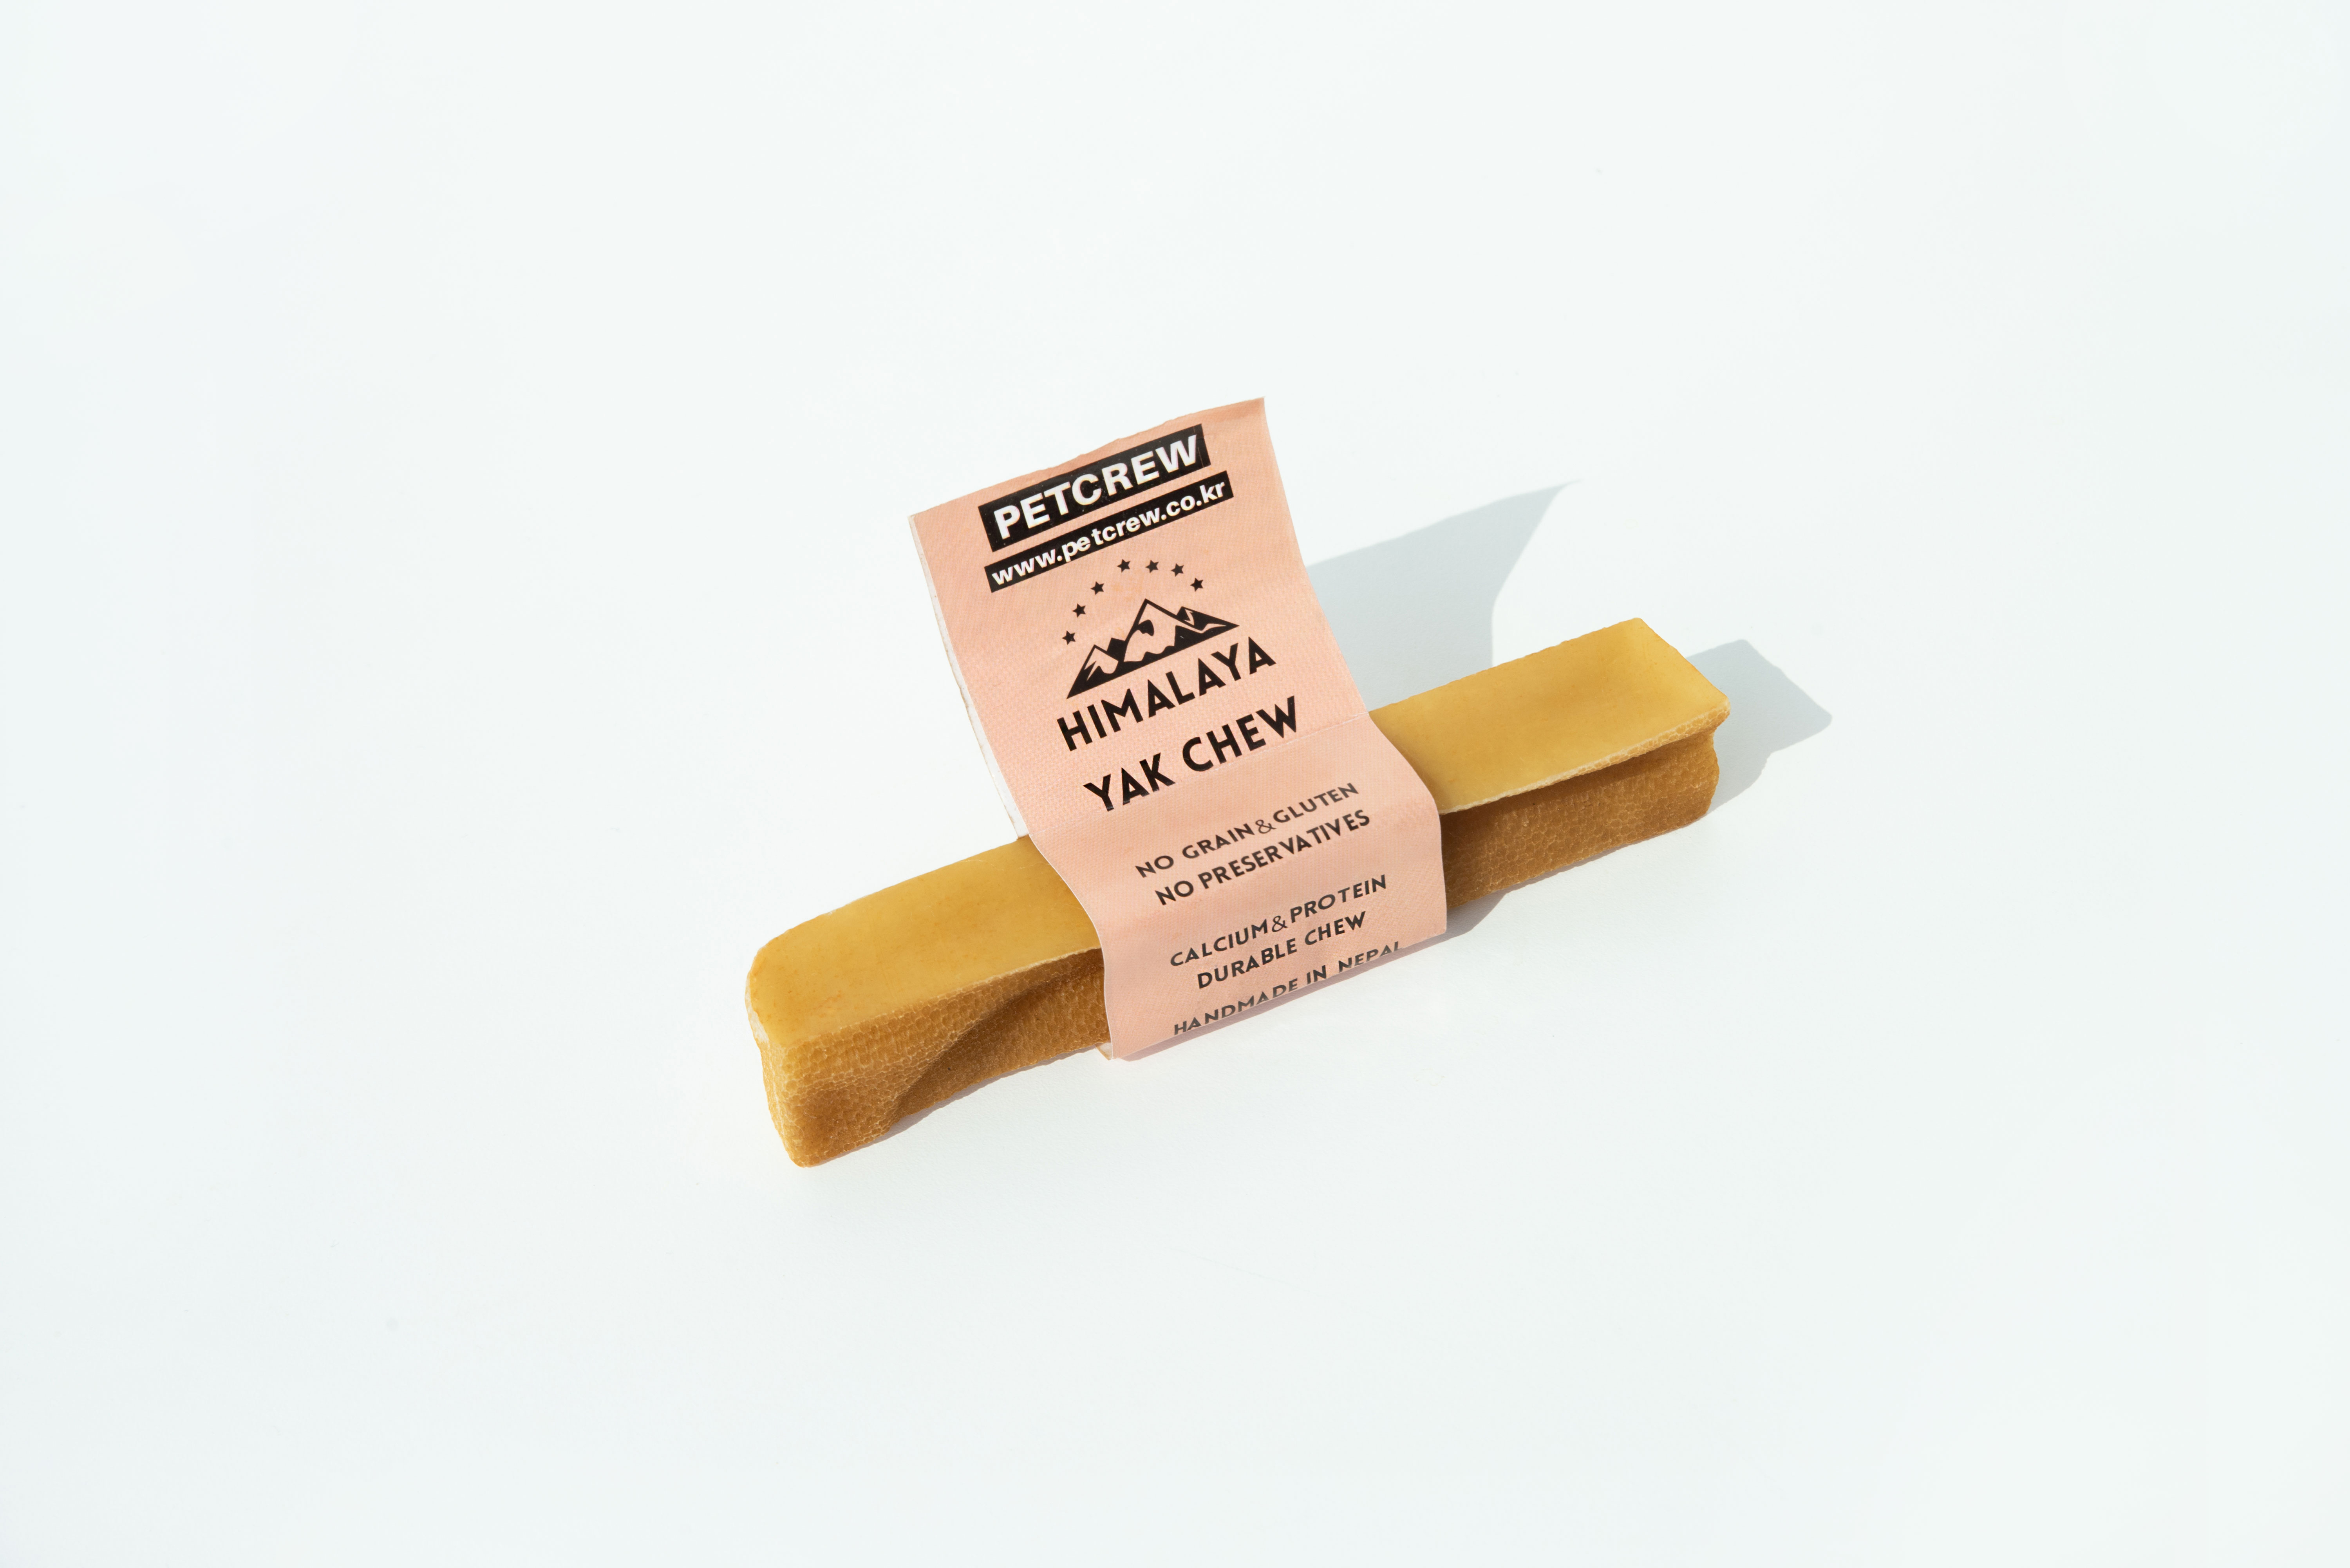 PETCREW
www.petcrew.co.kr
HIMALAYA
YAK CHEW
NO GRAIN&GLUTEN
NO PRESERVATIVES
CALCIUM&PROTEIN
DURABLE CHEW
HANDMADE IN NEPAL